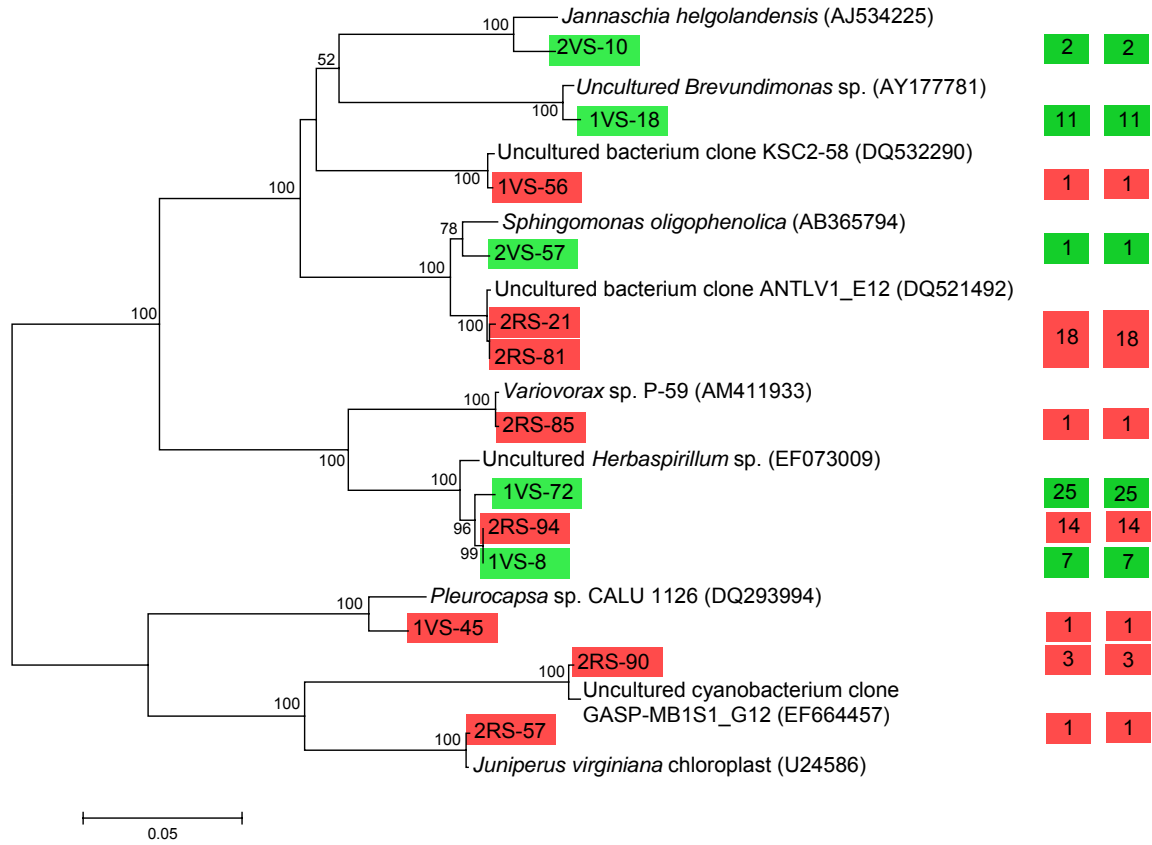 Jannaschia helgolandensis (AJ534225)
2VS-10 2 2
52
100
Uncultured Brevundimonas sp. (AY177781)
100
1VS-18 11 11
Uncultured bacterium clone KSC2-58 (DQ532290)
100
1VS-56 1 1
100
Sphingomonas oligophenolica (AB365794)
78
2VS-57 1 1
100
Uncultured bacterium clone ANTLV1_E12 (DQ521492)
100
2RS-21
18 18
2RS-81
100
Variovorax sp. P-59 (AM411933)
100
2RS-85 1 1
100
Uncultured Herbaspirillum sp. (EF073009)
100
1VS-72 25 25
96
2RS-94 14 14
99
1VS-8 7 7
Pleurocapsa sp. CALU 1126 (DQ293994)
100
1VS-45 1 1
2RS-90 3 3
100
Uncultured cyanobacterium clone
GASP-MB1S1_G12 (EF664457)
100
2RS-57 1 1
100
Juniperus virginiana chloroplast (U24586)
0.05